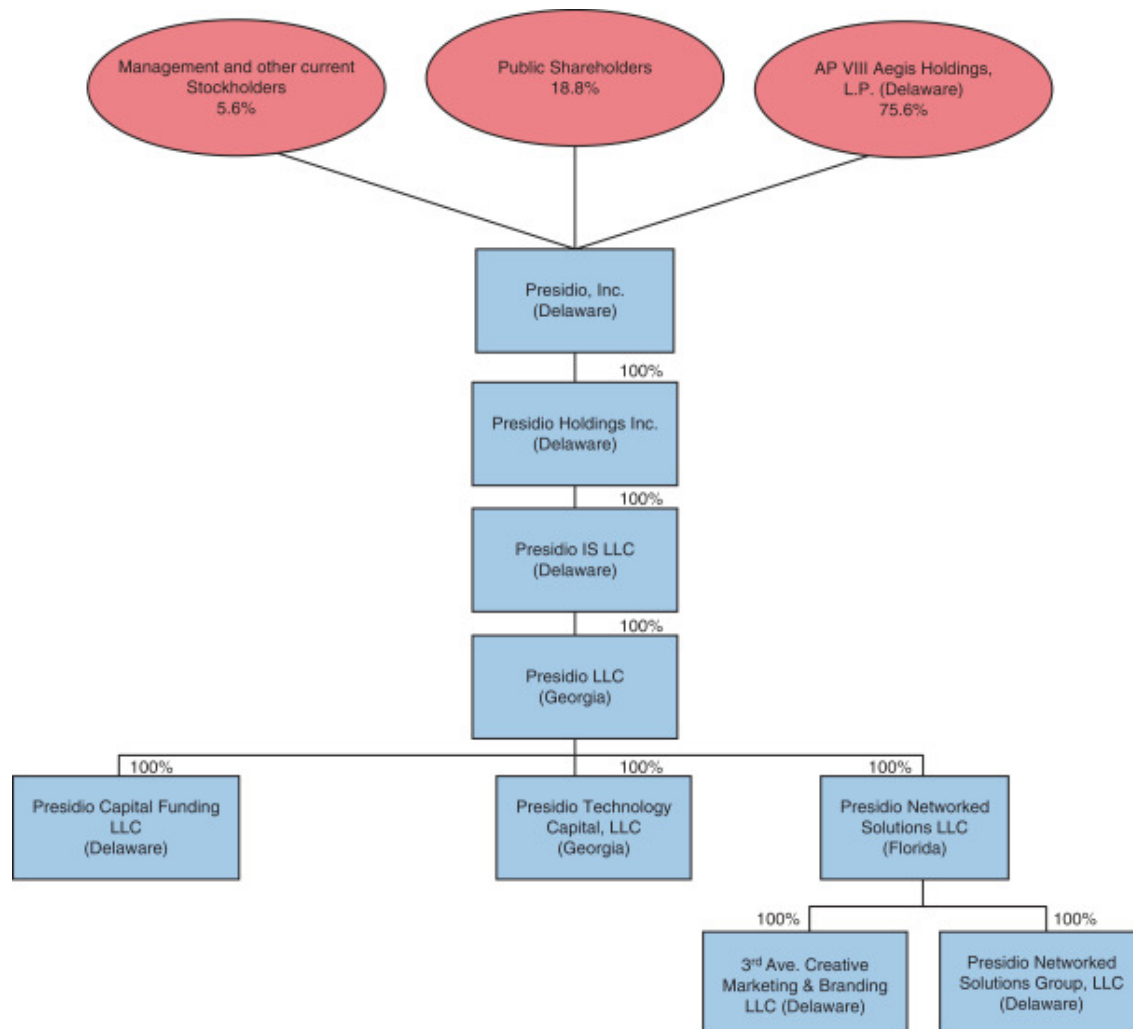 Management and other current
Stockholders
5.6%
Public Shareholders
18.8%
AP VIII Aegis Holdings,
L.P. (Delaware)
75.6%
Presidio, Inc.
(Delaware)
100%
Presidio Holdings Inc.
(Delaware)
100%
Presidio IS LLC
(Delaware)
100%
Presidio LLC
(Georgia)
100%
Presidio Capital Funding
LLC
(Delaware)
100%
Presidio Technology
Capital, LLC
(Georgia)
100%
Presidio Networked
Solutions LLC
(Florida)
100%
3rd Ave. Creative
Marketing & Branding
LLC (Delaware)
100%
Presidio Networked
Solutions Group, LLC
(Delaware)